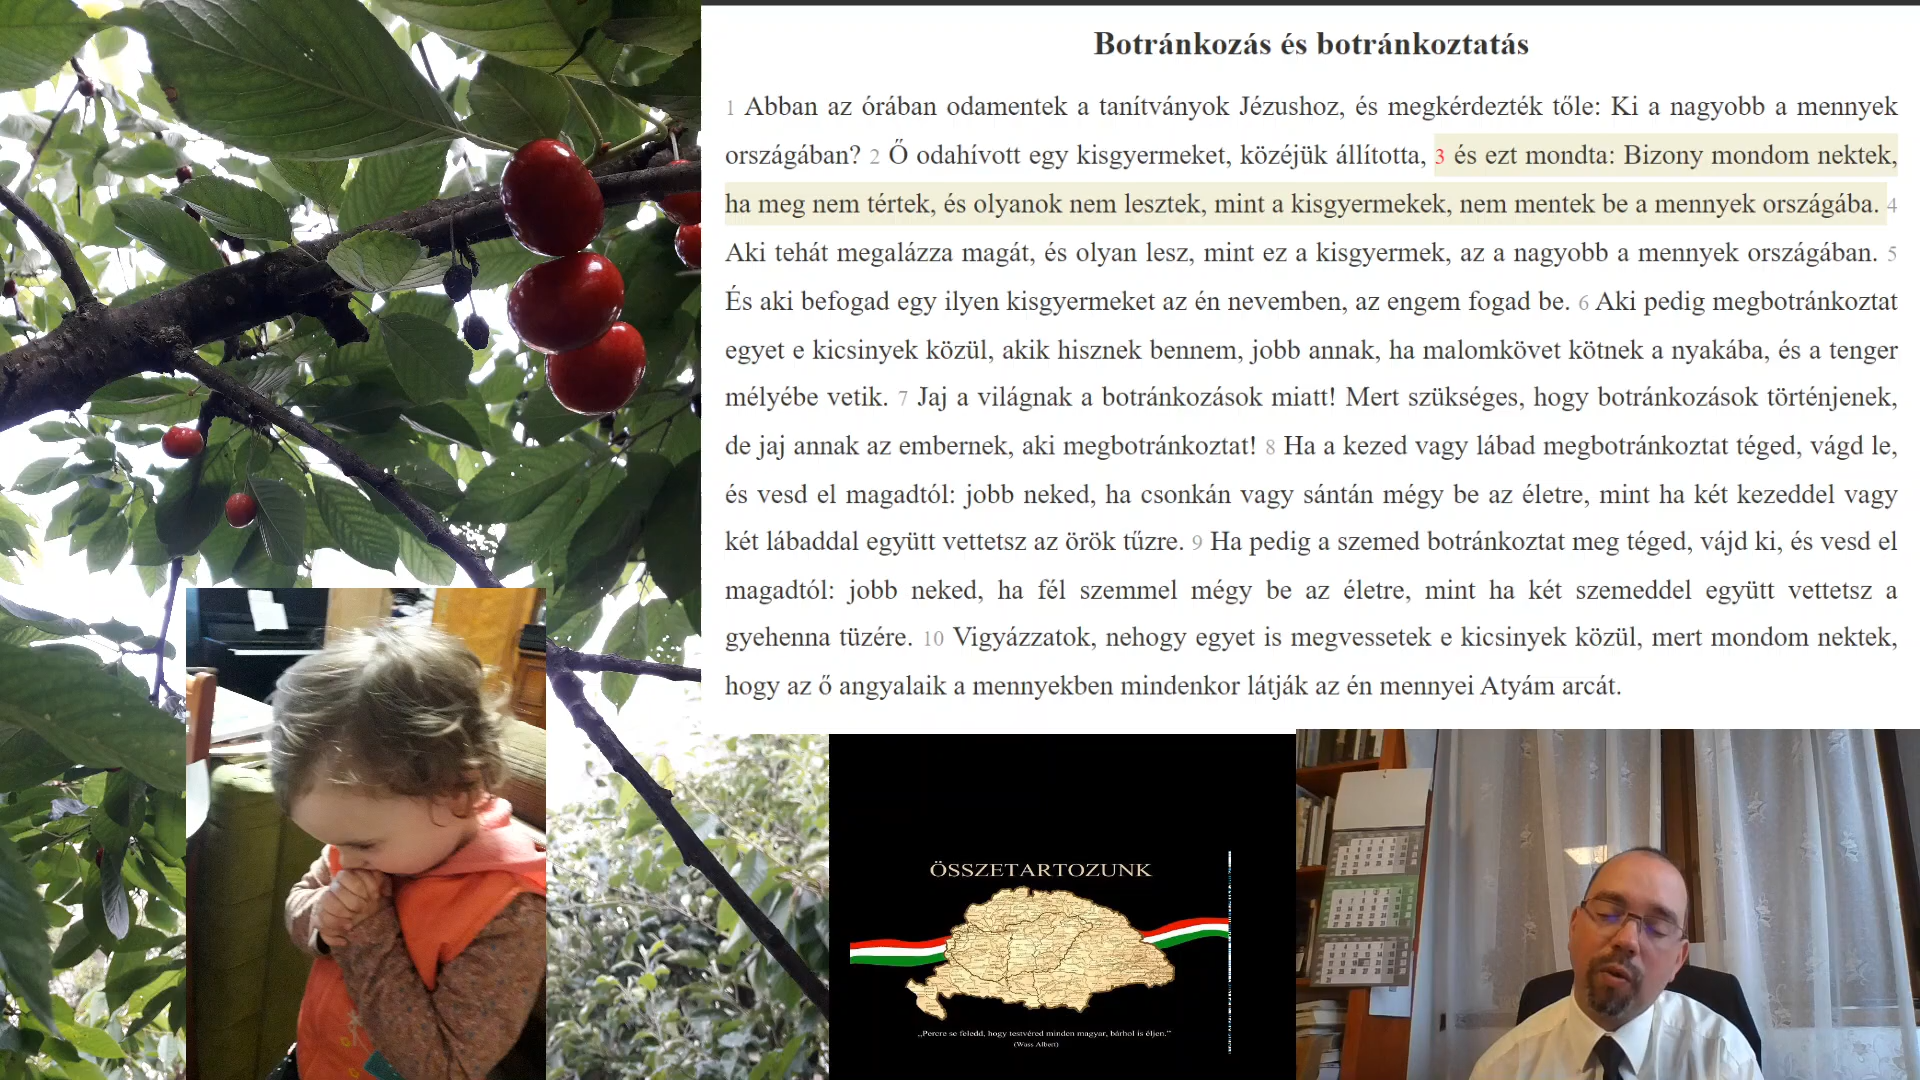 Botránkozás és botránkoztatás
1 Abban az órában odamentek a tanítványok Jézushoz, és megkérdezték tőle: Ki a nagyobb a mennyek
országában? 2 Ő odahívott egy kisgyermeket, közéjük állította, 3 és ezt mondta: Bizony mondom nektek,
ha meg nem tértek, és olyanok nem lesztek, mint a kisgyermekek, nem mentek be a mennyek országába. 4
Aki tehát megalázza magát, és olyan lesz, mint ez a kisgyermek, az a nagyobb a mennyek országában. 5
És aki befogad egy ilyen kisgyermeket az én nevemben, az engem fogad be. 6 Aki pedig megbotránkoztat
egyet e kicsinyek közül, akik hisznek bennem, jobb annak, ha malomkövet kötnek a nyakába, és a tenger
mélyébe vetik. 7 Jaj a világnak a botránkozások miatt! Mert szükséges, hogy botránkozások történjenek,
de jaj annak az embernek, aki megbotránkoztat! 8 Ha a kezed vagy lábad megbotránkoztat téged, vágd le,
és vesd el magadtól: jobb neked, ha csonkán vagy sántán mégy be az életre, mint ha két kezeddel vagy
két lábaddal együtt vettetsz az örök tűzre. 9 Ha pedig a szemed botránkoztat meg téged, vájd ki, és vesd el
magadtól: jobb neked, ha fél szemmel mégy be az életre, mint ha két szemeddel együtt vettetsz a
gyehenna tüzére. 10 Vigyázzatok, nehogy egyet is megvessetek e kicsinyek közül, mert mondom nektek,
hogy az ő angyalaik a mennyekben mindenkor látják az én mennyei Atyám arcát.
ÖSSZETARTOZUNK
„Percre se feledd, hogy testvéred minden magyar, bárhol is éljen.”
(Wass Albert)